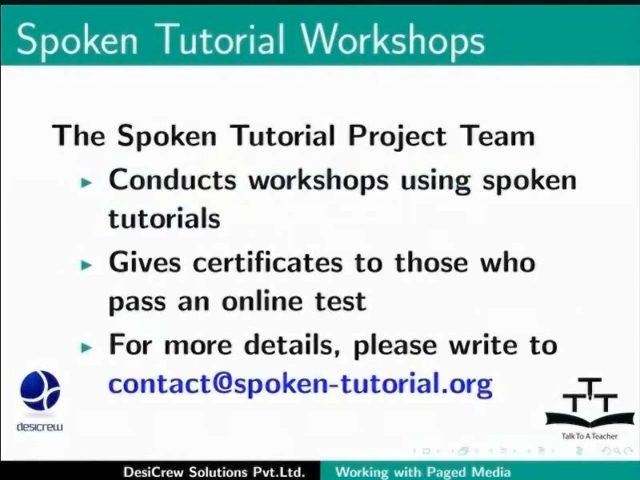 Spoken Tutorial Workshops
The Spoken Tutorial Project Team
Conducts workshops using spoken
tutorials
Gives certificates to those who
pass an online test
For more details, please write to
contact@spoken-tutorial.org
desicrew
TTT
Talk To A Teacher
DesiCrew Solutions Pvt.Ltd.
Working with Paged Media